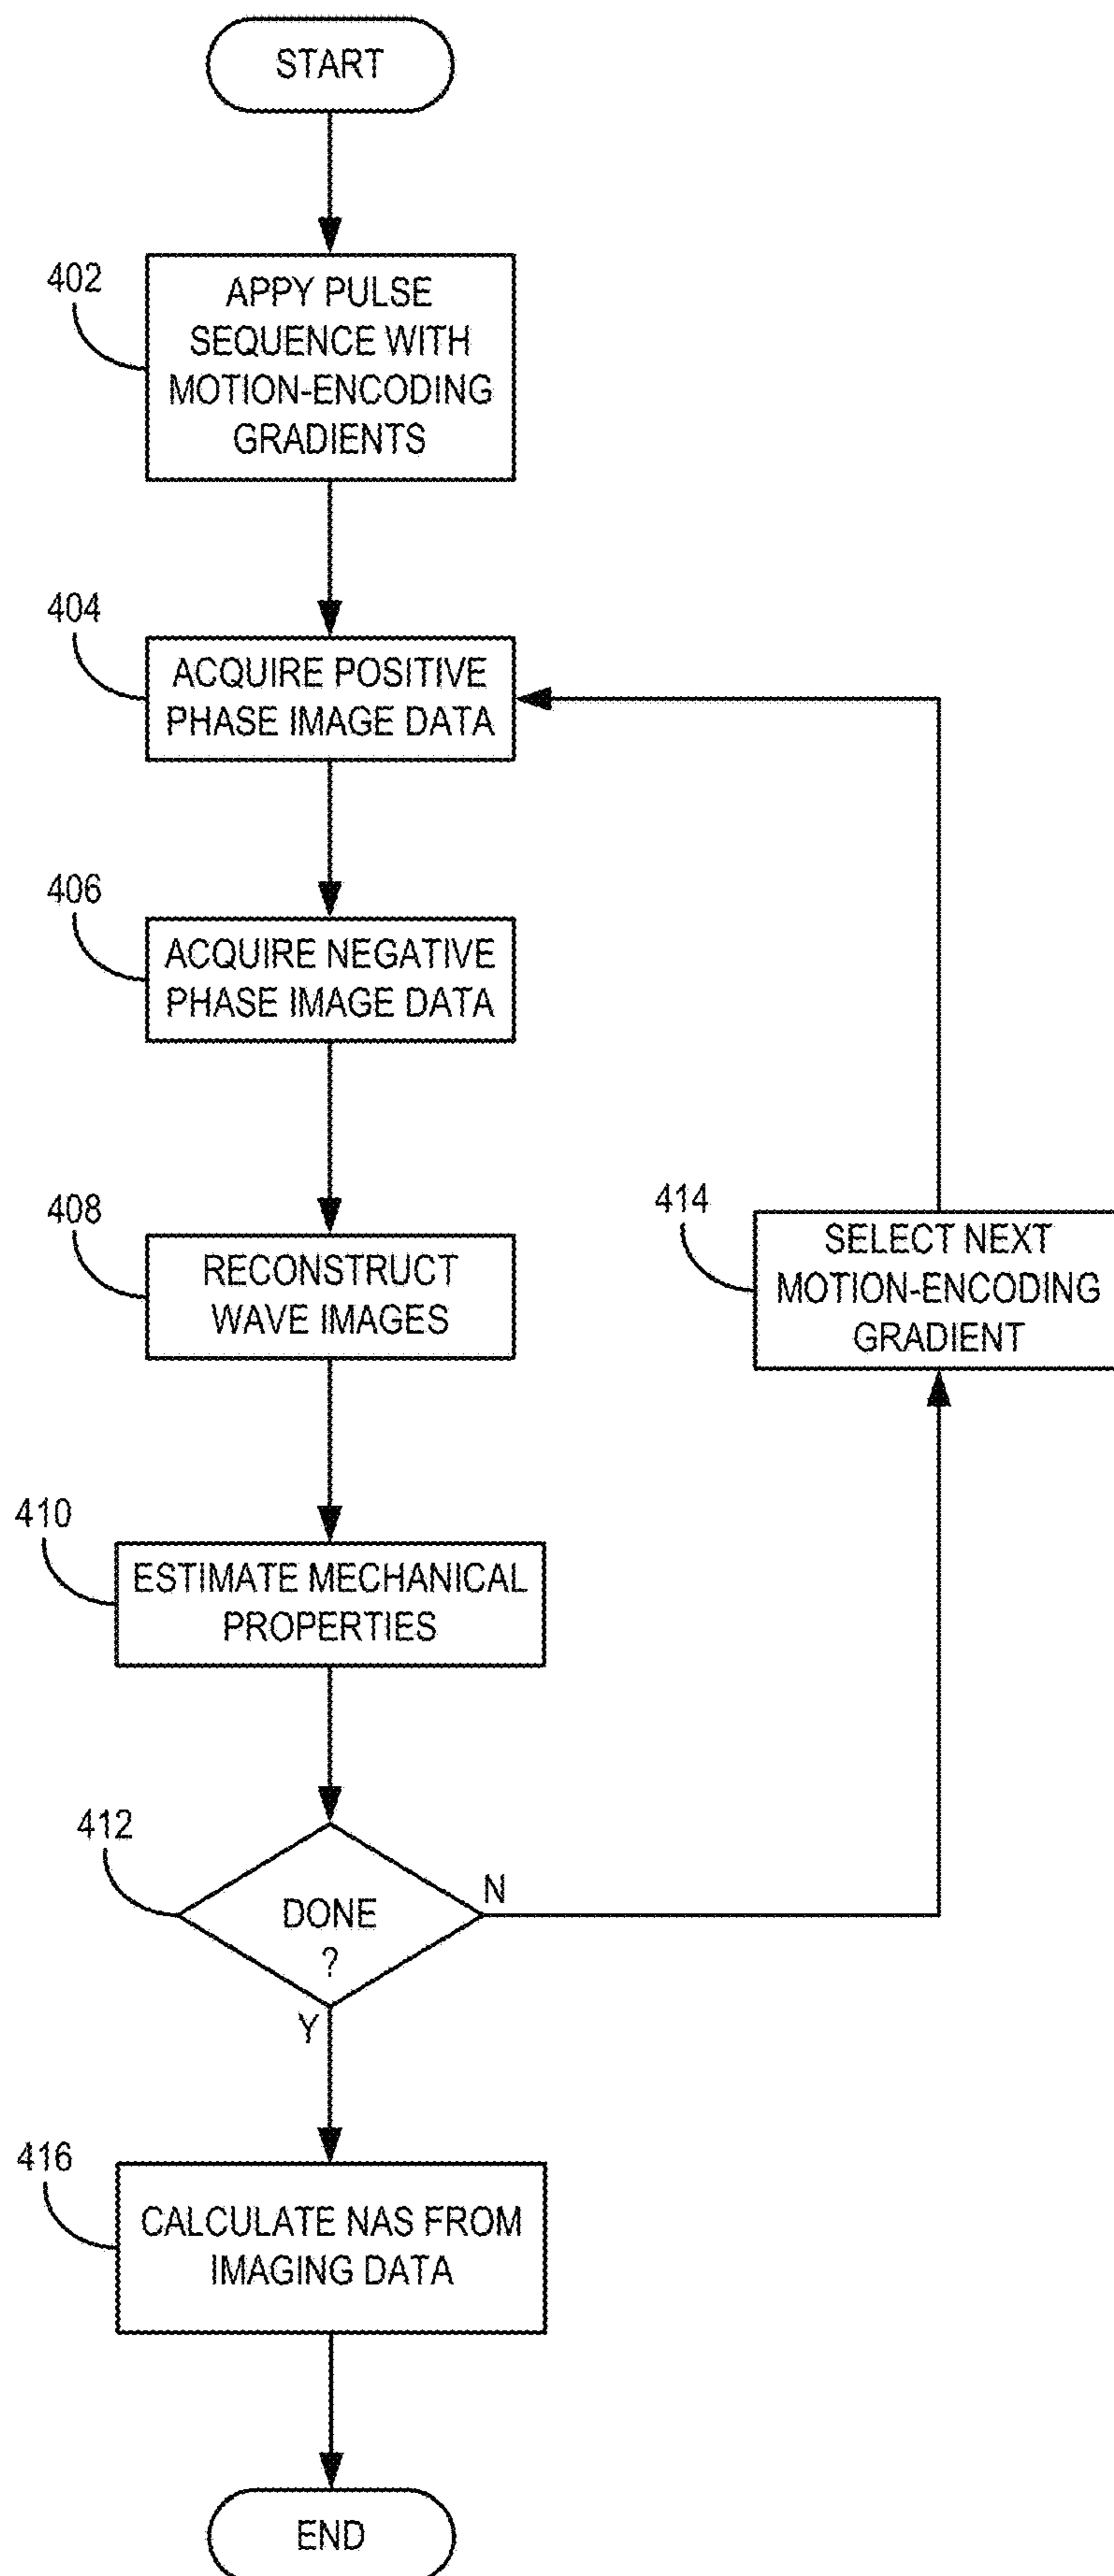 START
402
APPY PULSE
SEQUENCE WITH
MOTION-ENCODING
GRADIENTS
404
ACQUIRE POSITIVE
PHASE IMAGE DATA
406
ACQUIRE NEGATIVE
PHASE IMAGE DATA
408
RECONSTRUCT
WAVE IMAGES
414
SELECT NEXT
MOTION-ENCODING
GRADIENT
410
ESTIMATE MECHANICAL
PROPERTIES
412
DONE
?
N
Y
416
CALCULATE NAS FROM
IMAGING DATA
END